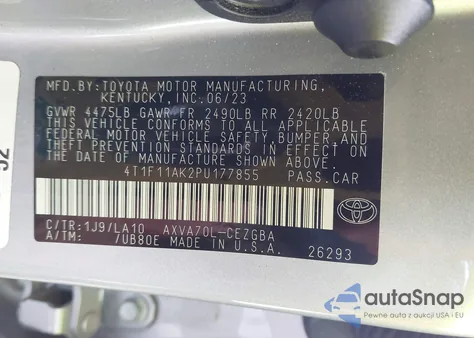 MFD.BY: TOYOTA MOTOR MANUFACTURING,
KENTUCKY, INC. 06/23
GVWR 4475LB GAWR FR 2490LB RR 2420LB
THIS VEHICLE CONFORMS TO ALL APPLICABLE
FEDERAL MOTOR VEHICLE SAFETY, BUMPER, AND
THEFT PREVENTION STANDARDS IN EFFECT ON
THE DATE OF MANUFACTURE SHOWN ABOVE.
4T1F11AK2PU177855 PASS.CAR
C/TR: 1J9/LA10 AXVA70L-CEZGBA
A/TM: /UB80E MADE IN U.S.A.
26293
TOYOTA
autoSnap
Pewne auta z aukcji USA i EU